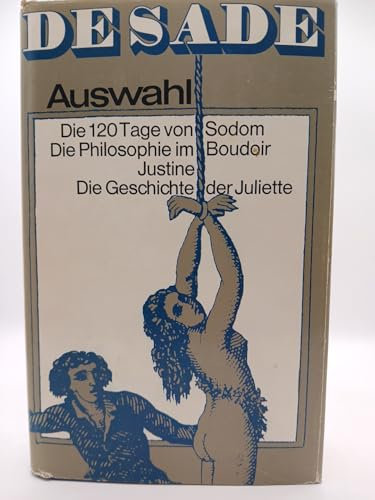 DE SADE
Auswahl
Die 120 Tage von Sodom
Die Philosophie im Boudoir
Justine
Die Geschichte der Juliette